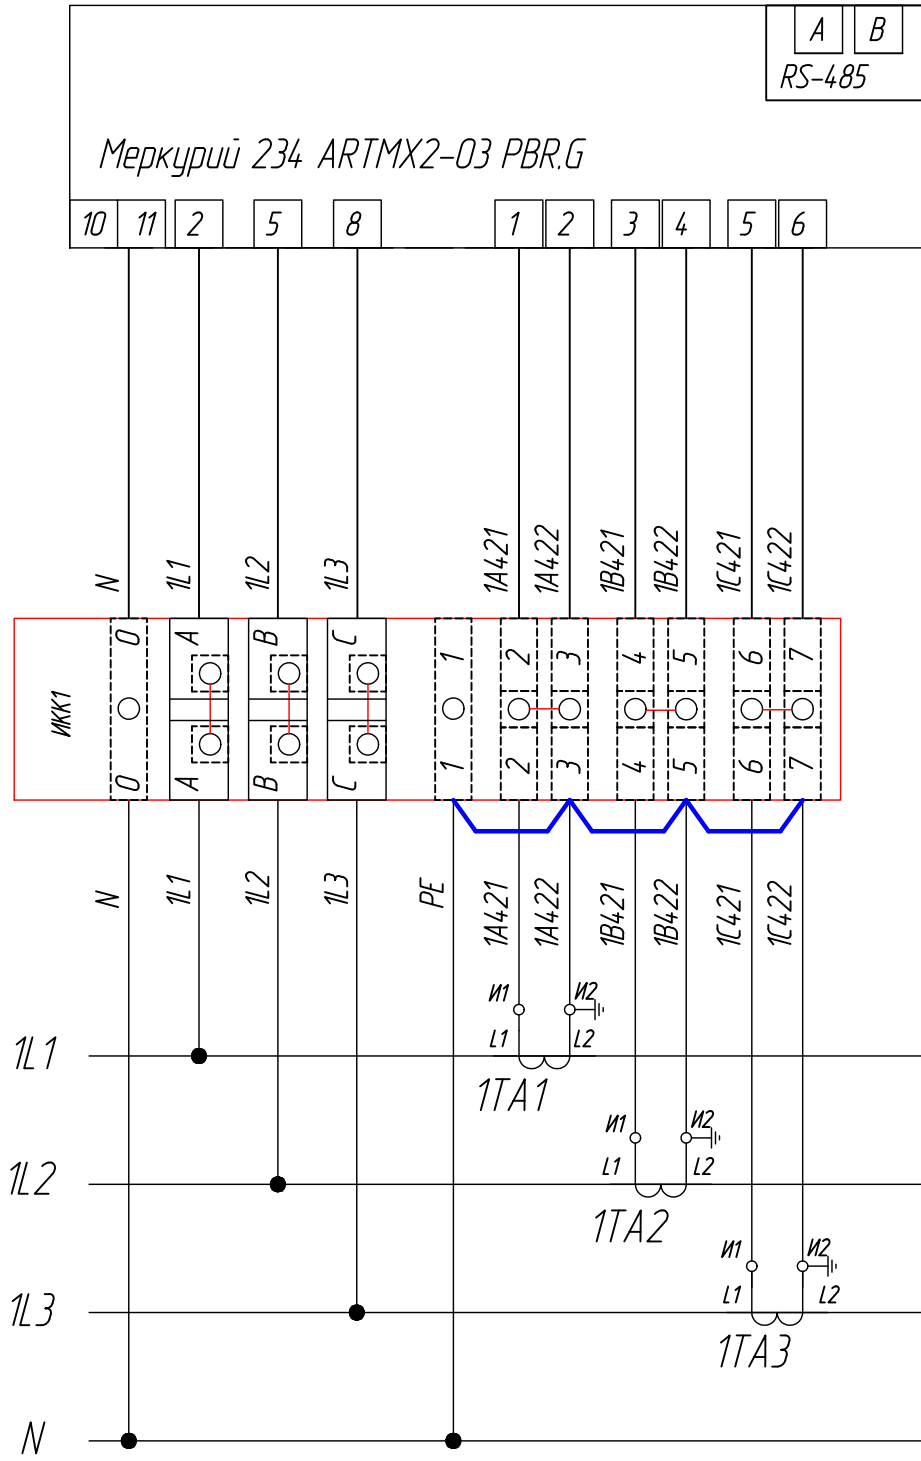 A B
RS-485
Меркурий 234 ARTMX2-03 PBR.G
10 11 2 5 8 1 2 3 4 5 6
N 1L1 1L2 1L3 1A421 1A422 1B421 1B422 1C421 1C422
0 A B C 1 2 3 4 5 6 7
ИКК1
0 A B C 1 2 3 4 5 6 7
N 1L1 1L2 1L3 PE 1A421 1A422 1B421 1B422 1C421 1C422
И1 И2
1L1 L1 L2
1TA1
И1 И2
1L2 L1 L2
1TA2
И1 И2
1L3 L1 L2
1TA3
N